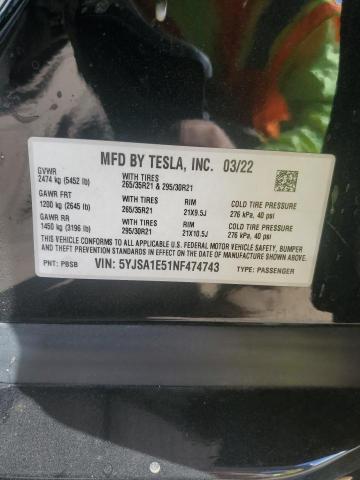 MFD BY TESLA, INC. 03/22
GVWR
2474 kg (5452 lb) WITH TIRES
265/35R21 & 295/30R21
GAWR FRT WITH TIRES RIM COLD TIRE PRESSURE
1200 kg (2645 lb) 265/35R21 21X9.5J 276 kPa, 40 psi
GAWR RR WITH TIRES RIM COLD TIRE PRESSURE
1450 kg (3196 lb) 295/30R21 21X10.5J 276 kPa, 40 psi
THIS VEHICLE CONFORMS TO ALL APPLICABLE U.S. FEDERAL MOTOR VEHICLE SAFETY, BUMPER
AND THEFT PREVENTION STANDARDS IN EFFECT ON THE DATE OF MANUFACTURE SHOWN ABOVE.
PNT: PBSB VIN: 5YJSA1E51NF474743 TYPE: PASSENGER